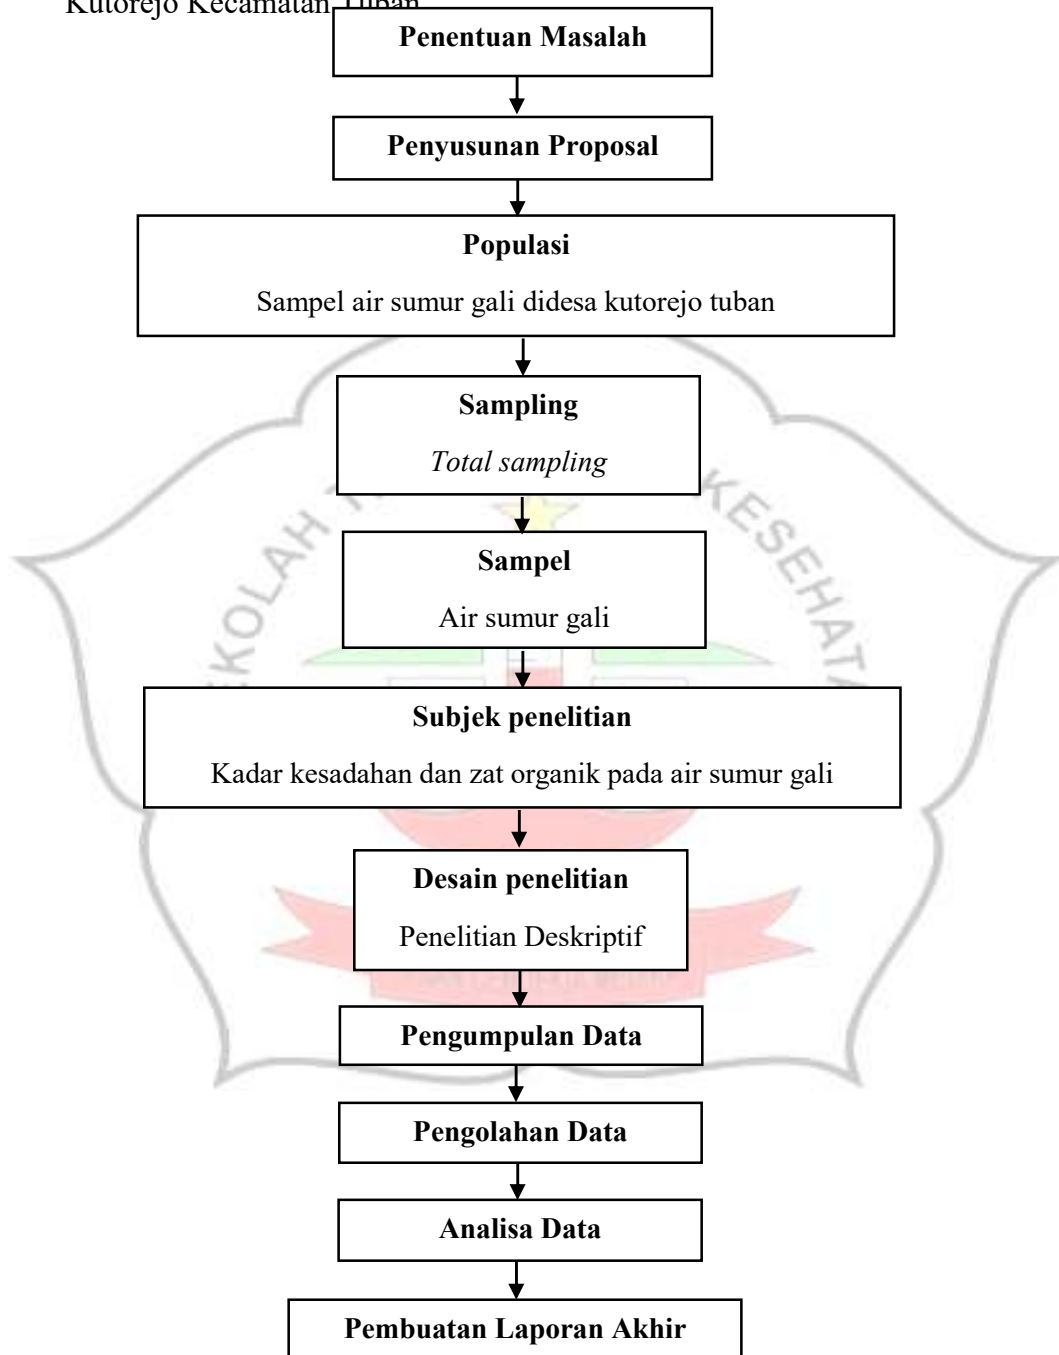 Kutorejo Kecamatan Tuban
Penentuan Masalah
Penyusunan Proposal
Populasi
Sampel air sumur gali didesa kutorejo tuban
Sampling
Total sampling
Sampel
Air sumur gali
KOLAH
KESEHATA
Subjek penelitian
Kadar kesadahan dan zat organik pada air sumur gali
Desain penelitian
Penelitian Deskriptif
Pengumpulan Data
Pengolahan Data
Analisa Data
Pembuatan Laporan Akhir